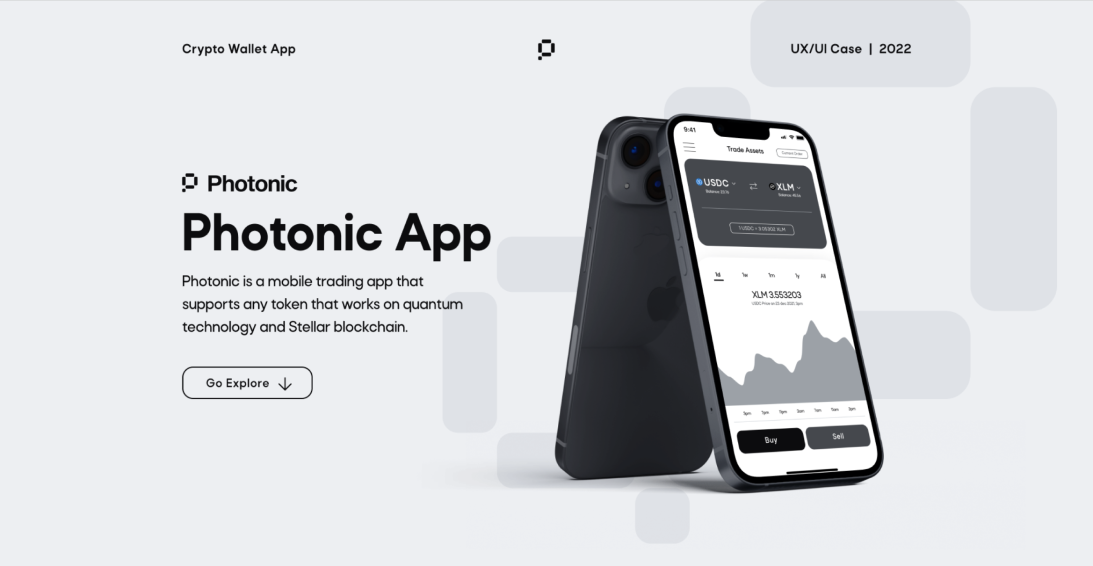 Crypto Wallet App
UX/UI Case | 2022
Photonic
Photonic App
Photonic is a mobile trading app that
supports any token that works on quantum
technology and Stellar blockchain.
Go Explore
9:41
Trade Assets
USDC
XLM
1d 1w 1m 1y All
XLM 3.553203
Buy
Sell